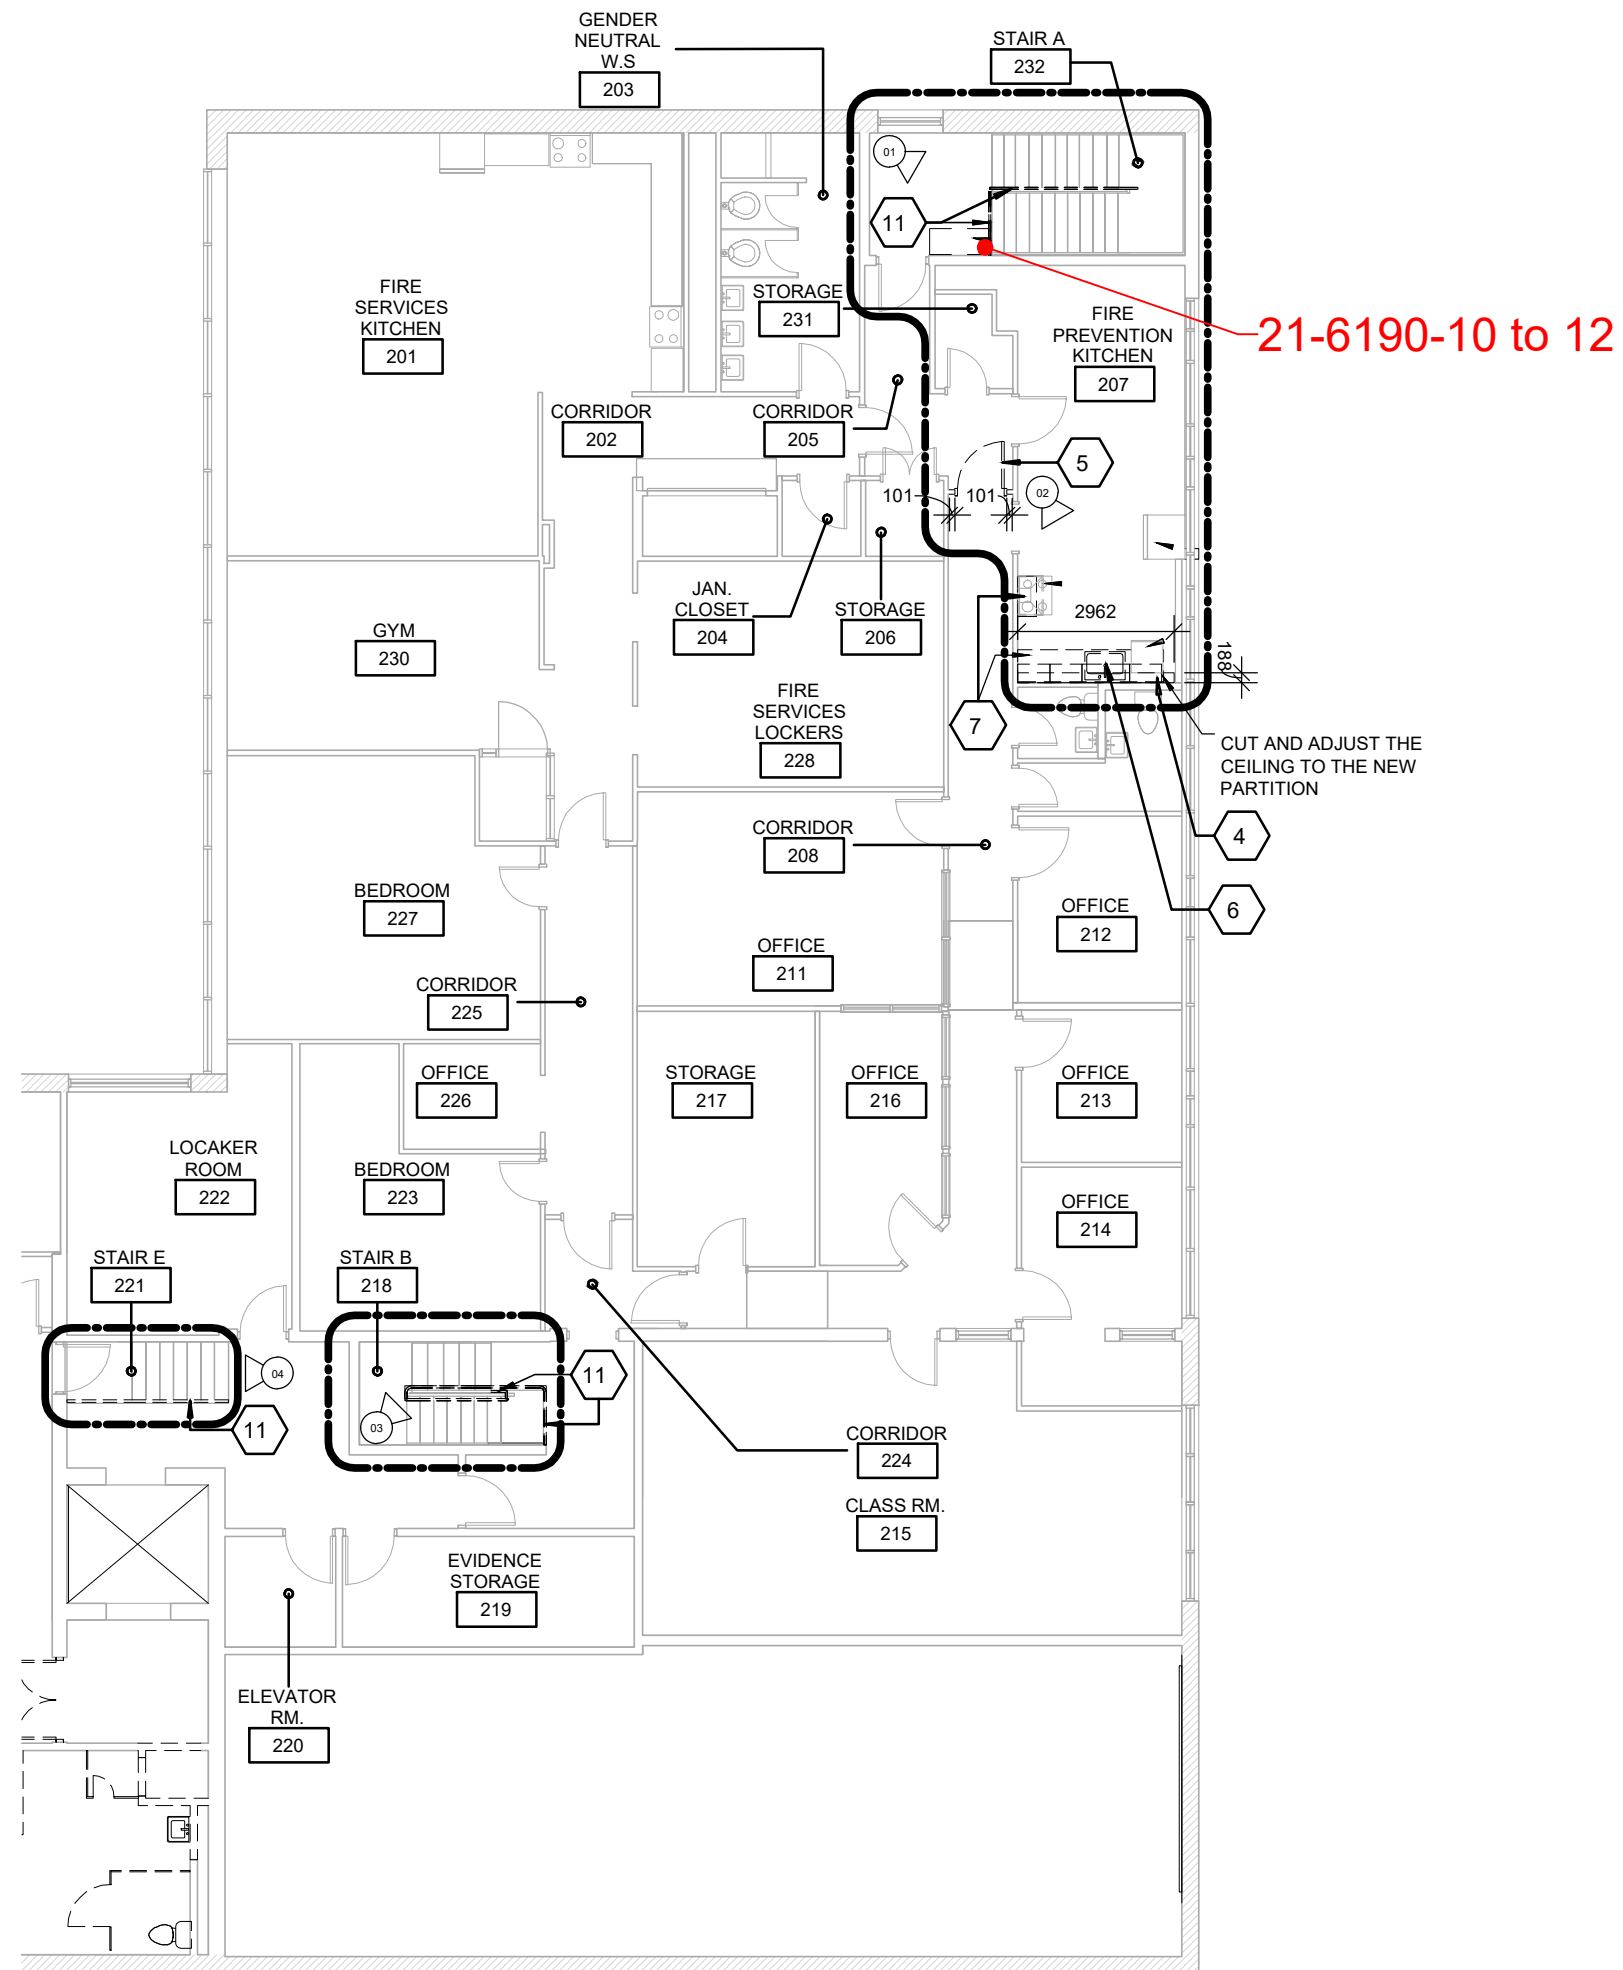 GENDER
NEUTRAL
W.S
203
STAIR A
232
01
11
STORAGE
231
FIRE
SERVICES
KITCHEN
201
FIRE
PREVENTION
KITCHEN
207
21-6190-10 to 12
CORRIDOR
202
CORRIDOR
205
5
101
101
02
JAN.
CLOSET
204
STORAGE
206
2962
188
GYM
230
FIRE
SERVICES
LOCKERS
228
7
CUT AND ADJUST THE
CEILING TO THE NEW
PARTITION
4
CORRIDOR
208
6
BEDROOM
227
OFFICE
212
OFFICE
211
CORRIDOR
225
OFFICE
226
STORAGE
217
OFFICE
216
OFFICE
213
LOCAKER
ROOM
222
BEDROOM
223
OFFICE
214
STAIR E
221
STAIR B
218
04
11
03
11
CORRIDOR
224
CLASS RM.
215
EVIDENCE
STORAGE
219
ELEVATOR
RM.
220